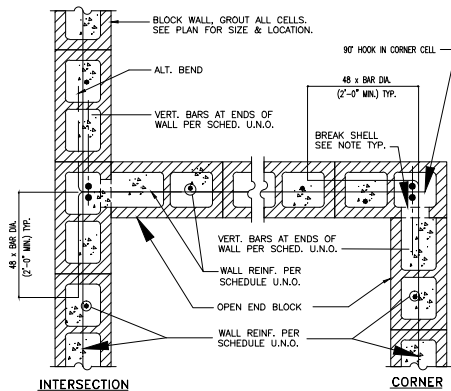 BLOCK WALL, GROUT ALL CELLS.
SEE PLAN FOR SIZE & LOCATION.
ALT. BEND
VERT. BARS AT ENDS OF
WALL PER SCHED. U.N.O.
90° HOOK IN CORNER CELL
48 x BAR DIA.
(2'-0" MIN.) TYP.
BREAK SHELL
SEE NOTE TYP.
48 x BAR DIA.
(2'-0" MIN.) TYP.
VERT. BARS AT ENDS OF
WALL PER SCHED. U.N.O.
WALL REINF. PER
SCHEDULE U.N.O.
OPEN END BLOCK
WALL REINF. PER
SCHEDULE U.N.O.
INTERSECTION
CORNER